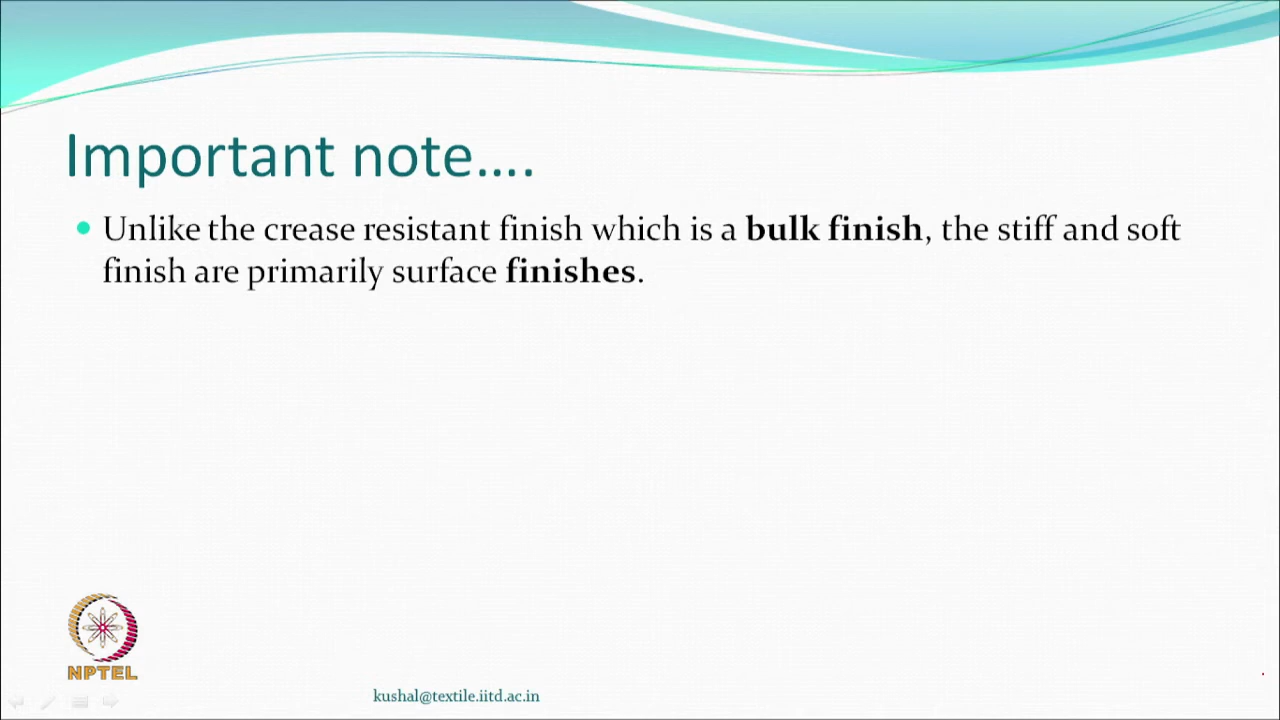 Important note....
Unlike the crease resistant finish which is a bulk finish, the stiff and soft
finish are primarily surface finishes.
NPTEL
kushal@textile.iitd.ac.in